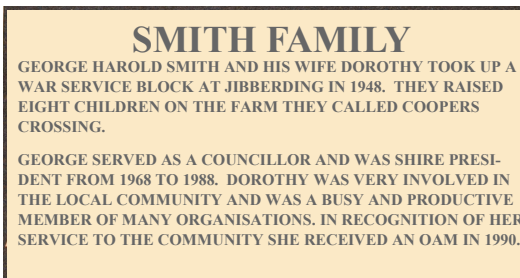 SMITH FAMILY
GEORGE HAROLD SMITH AND HIS WIFE DOROTHY TOOK UP A
WAR SERVICE BLOCK AT JIBBERDING IN 1948.  THEY RAISED
EIGHT CHILDREN ON THE FARM THEY CALLED COOPERS
CROSSING.
GEORGE SERVED AS A COUNCILLOR AND WAS SHIRE PRESI-
DENT FROM 1968 TO 1988.  DOROTHY WAS VERY INVOLVED IN
THE LOCAL COMMUNITY AND WAS A BUSY AND PRODUCTIVE
MEMBER OF MANY ORGANISATIONS. IN RECOGNITION OF HER
SERVICE TO THE COMMUNITY SHE RECEIVED AN OAM IN 1990.